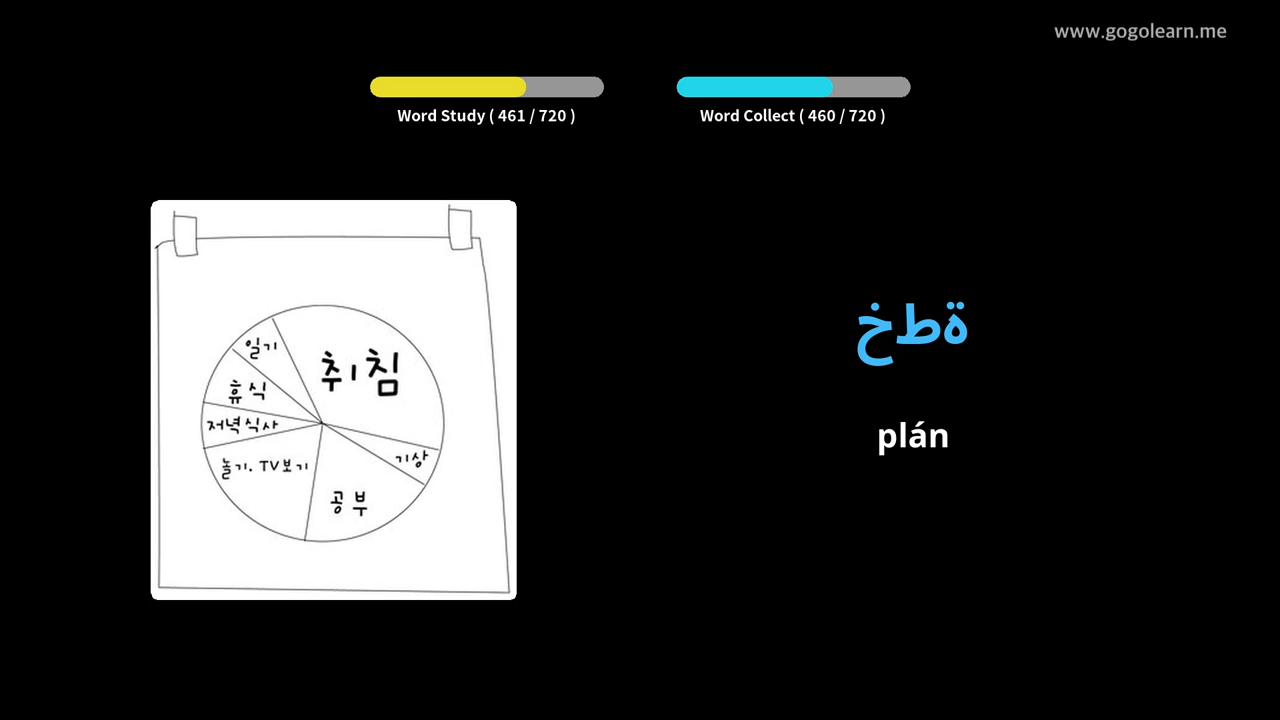 www.gogolearn.me
Word Study ( 461 / 720 )
Word Collect ( 460 / 720 )
일기
취침
휴식
저녁식사
놀기. TV보기
기상
공부
خطة
plán